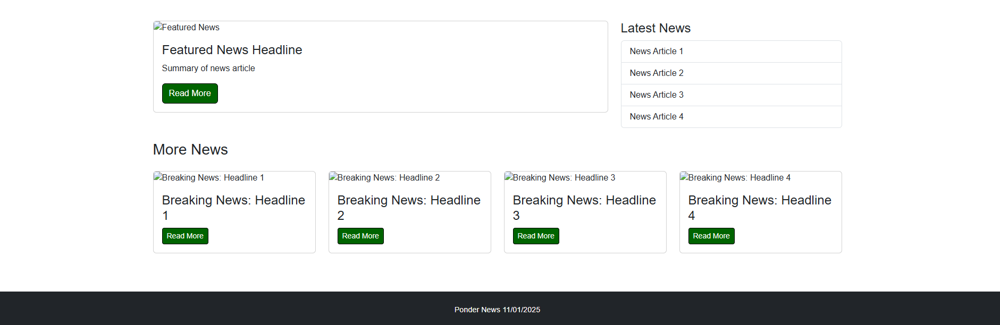 Featured News
Featured News Headline
Summary of news article
Read More
Latest News
News Article 1
News Article 2
News Article 3
News Article 4
More News
Breaking News: Headline 1
Breaking News: Headline
1
Read More
Breaking News: Headline 2
Breaking News: Headline
2
Read More
Breaking News: Headline 3
Breaking News: Headline
3
Read More
Breaking News: Headline 4
Breaking News: Headline
4
Read More
Ponder News 11/01/2025